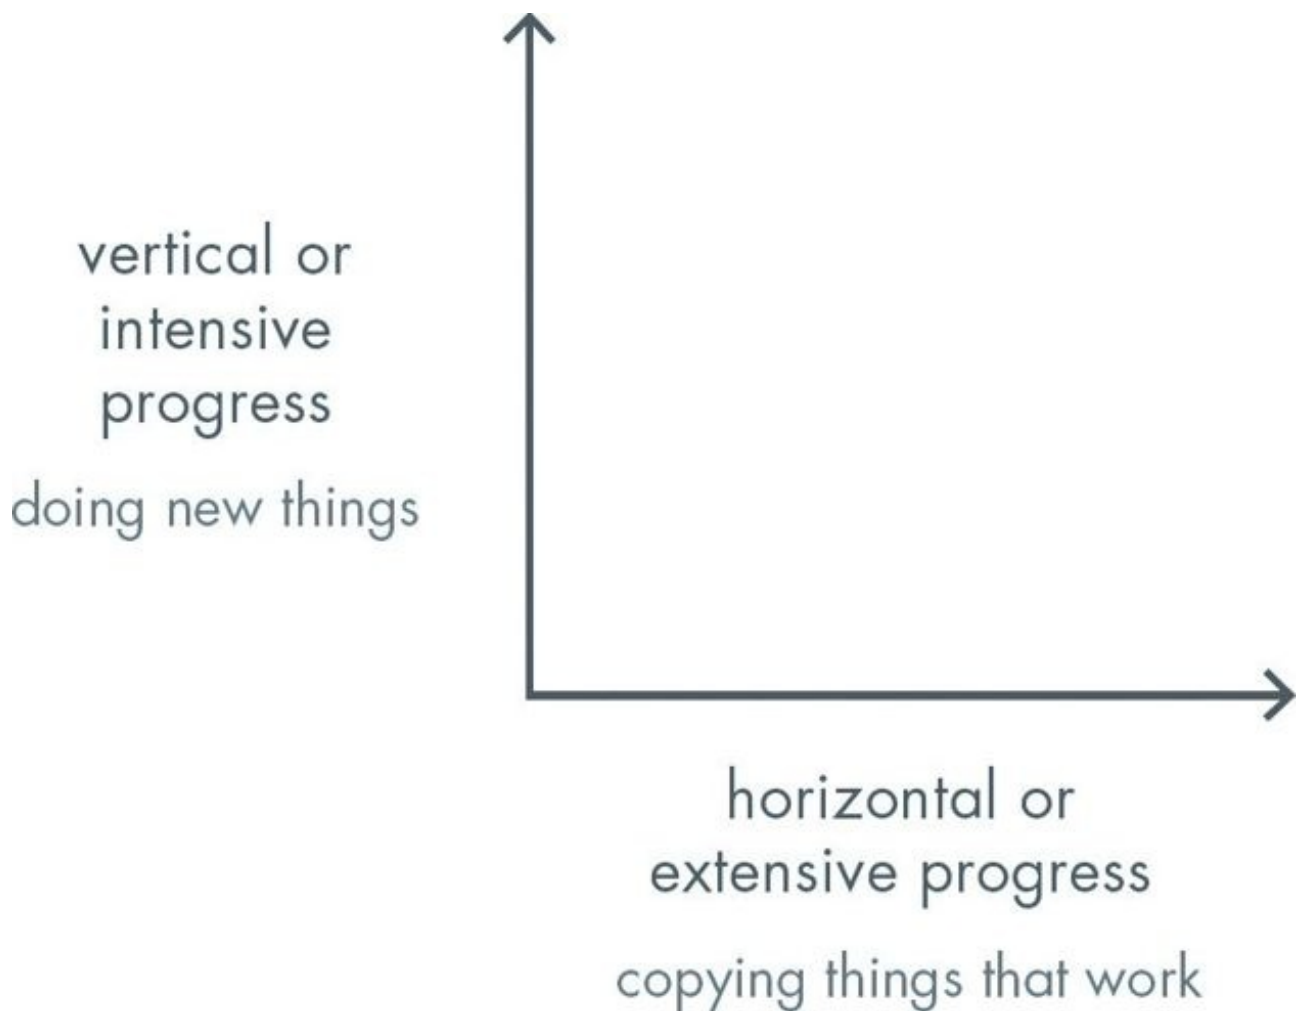 vertical or
intensive
progress
doing new things
horizontal or
extensive progress
copying things that work